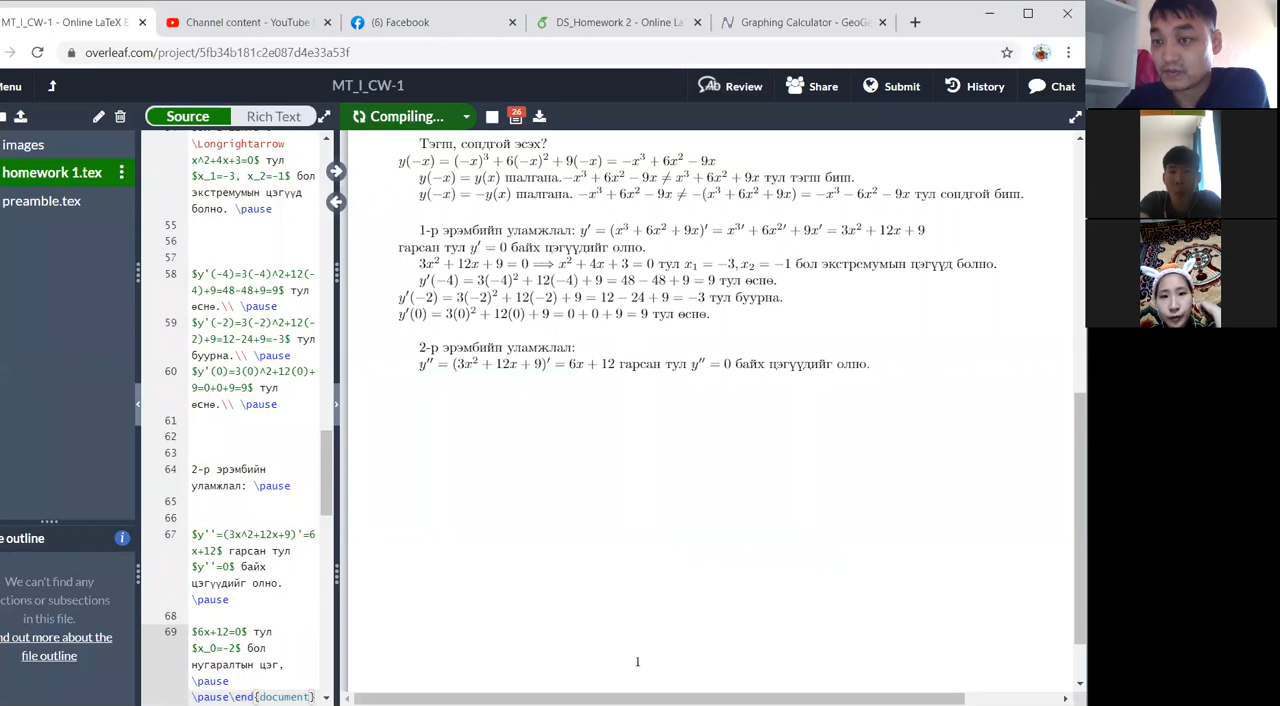 MT_I_CW-1 - Online LaTeX E
Channel content - YouTube S
(6) Facebook
DS_Homework 2 - Online La
Graphing Calculator - GeoGe
overleaf.com/project/5fb34b181c2e087d4e33a53f
Menu
MT_I_CW-1
Review
Share
Submit
History
Chat
Source
Rich Text
Compiling...
26
images
homework 1.tex
preamble.tex
\Longrightarrow
x^2+4x+3=0$ тул
$x_1=-3, x_2=-1$ бол
экстремумын цэгүүд
болно. \pause
55
56
57
58
$y'(-4)=3(-4)^2+12(-
4)+9=48-48+9=9$ тул
өснө.\\ \pause
59
$y'(-2)=3(-2)^2+12(-
2)+9=12-24+9=-3$ тул
буурна.\\ \pause
60
$y'(0)=3(0)^2+12(0)+
9=0+0+9=9$ тул
өснө.\\ \pause
61
62
63
64
2-р эрэмбийн
уламжлал: \pause
65
66
67
$y''=(3x^2+12x+9)'=6
x+12$ гарсан тул
$y''=0$ байх
цэгүүдийг олно.
\pause
68
69
$6x+12=0$ тул
$x_0=-2$ бол
нугаралтын цэг,
\pause
\pause\end{document}
e outline
We can't find any
ctions or subsections
in this file.
nd out more about the
file outline
Тэгш, сондгой эсэх?
y(−x) = (−x)³ + 6(−x)² + 9(−x) = −x³ + 6x² − 9x
y(−x) = y(x) шалгана. −x³ + 6x² − 9x ≠ x³ + 6x² + 9x тул тэгш биш.
y(−x) = −y(x) шалгана. −x³ + 6x² − 9x ≠ −(x³ + 6x² + 9x) = −x³ − 6x² − 9x тул сондгой биш.
1-р эрэмбийн уламжлал: y′ = (x³ + 6x² + 9x)′ = x³′ + 6x²′ + 9x′ = 3x² + 12x + 9
гарсан тул y′ = 0 байх цэгүүдийг олно.
3x² + 12x + 9 = 0 ⟹ x² + 4x + 3 = 0 тул x₁ = −3, x₂ = −1 бол экстремумын цэгүүд болно.
y′(−4) = 3(−4)² + 12(−4) + 9 = 48 − 48 + 9 = 9 тул өснө.
y′(−2) = 3(−2)² + 12(−2) + 9 = 12 − 24 + 9 = −3 тул буурна.
y′(0) = 3(0)² + 12(0) + 9 = 0 + 0 + 9 = 9 тул өснө.
2-р эрэмбийн уламжлал:
y″ = (3x² + 12x + 9)′ = 6x + 12 гарсан тул y″ = 0 байх цэгүүдийг олно.
1